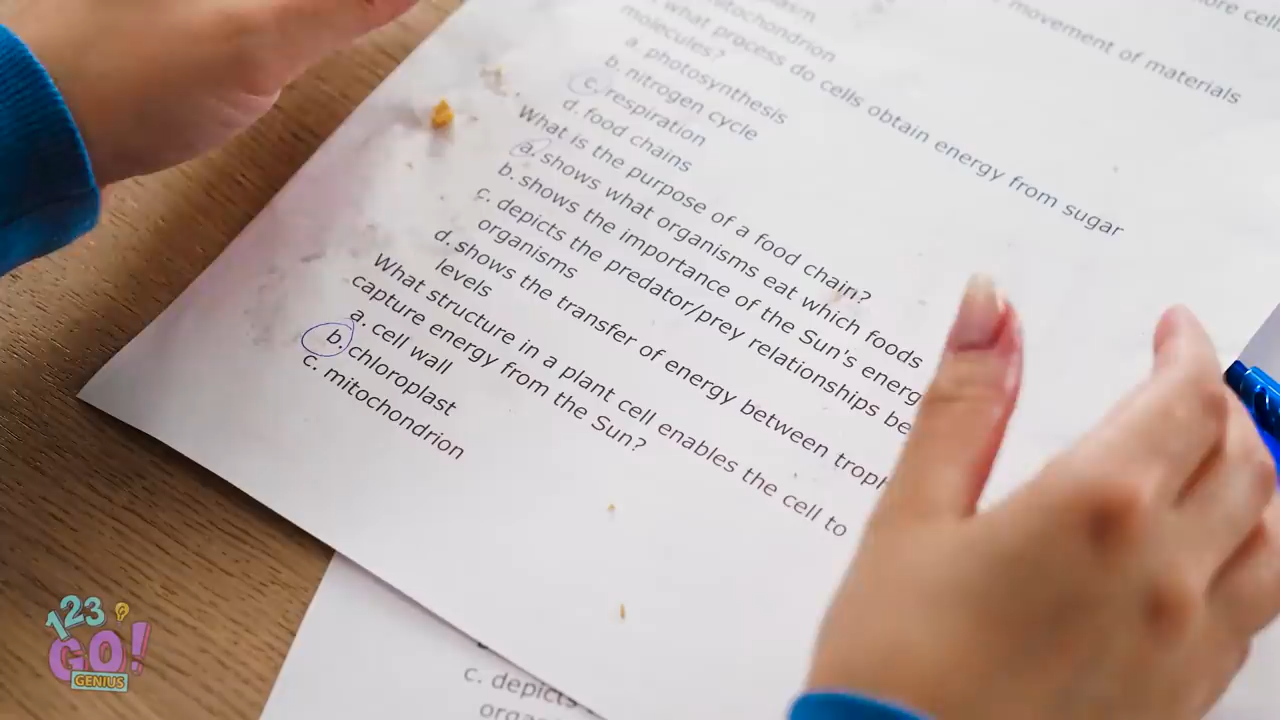 movement of materials
mitochondrion
what process do cells obtain energy from sugar
molecules?
a. photosynthesis
b. nitrogen cycle
c. respiration
d. food chains
What is the purpose of a food chain?
a. shows what organisms eat which foods
b. shows the importance of the Sun's
c. depicts the predator/prey relationships
organisms
d. shows the transfer of energy between
levels
What structure in a plant cell enables the cell to
capture energy from the Sun?
a. cell wall
b. chloroplast
c. mitochondrion
c. depicts
123
GO!
GENIUS